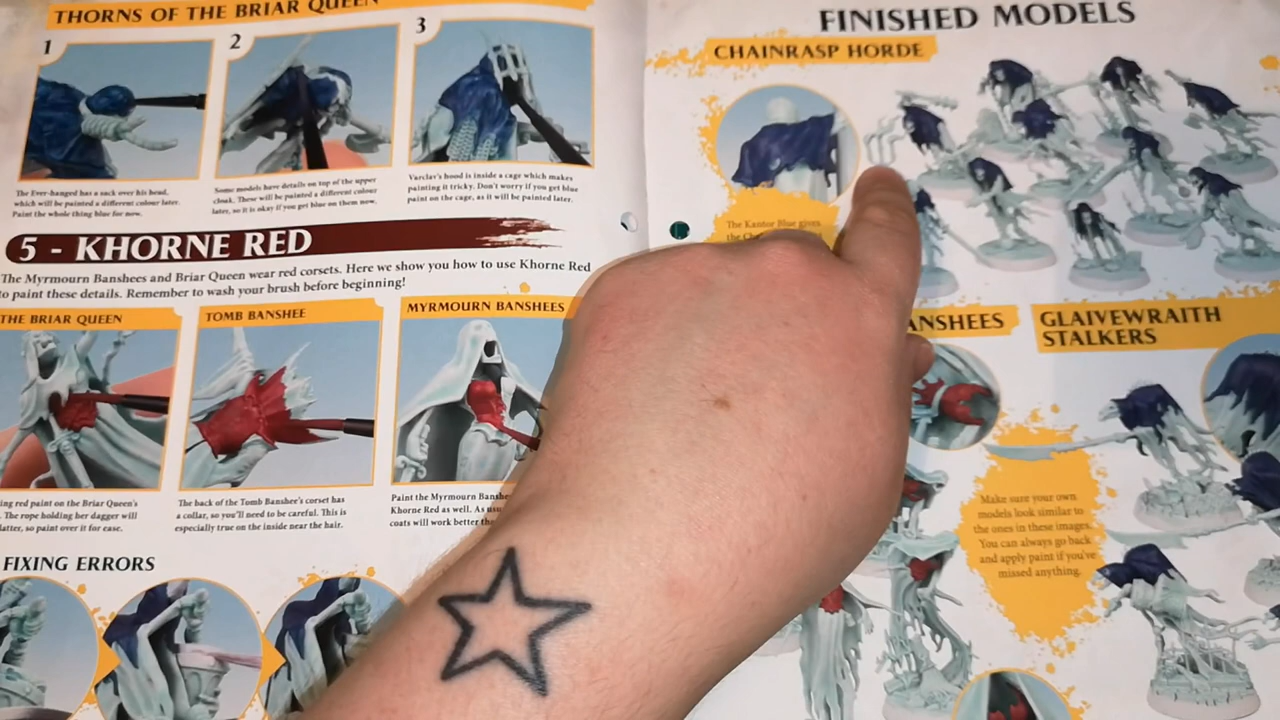 THORNS OF THE BRIAR QUEEN
1
2
3
The Ever-hanged has a sack over his head,
which will be painted a different colour later.
Paint the whole thing blue for now.
Some models have details on top of the upper
cloak. These will be painted a different colour
later, so it is okay if you get blue on them now.
Varclav's hood is inside a cage which makes
painting it tricky. Don't worry if you get blue
paint on the cage, as it will be painted later.
5 - KHORNE RED
The Myrmourn Banshees and Briar Queen wear red corsets. Here we show you how to use Khorne Red
to paint these details. Remember to wash your brush before beginning!
THE BRIAR QUEEN
TOMB BANSHEE
MYRMOURN BANSHEES
ing red paint on the Briar Queen's
The rope holding her dagger will
latter, so paint over it for ease.
The back of the Tomb Banshee's corset has
a collar, so you'll need to be careful. This is
especially true on the inside near the hair.
Paint the Myrmourn
Khorne Red as well. As
coats will work better
FIXING ERRORS
FINISHED MODELS
CHAINRASP HORDE
The Kantor Blue gives
the
ANSHEES
GLAIVEWRAITH
STALKERS
Make sure your own
models look similar to
the ones in these images.
You can always go back
and apply paint if you've
missed anything.